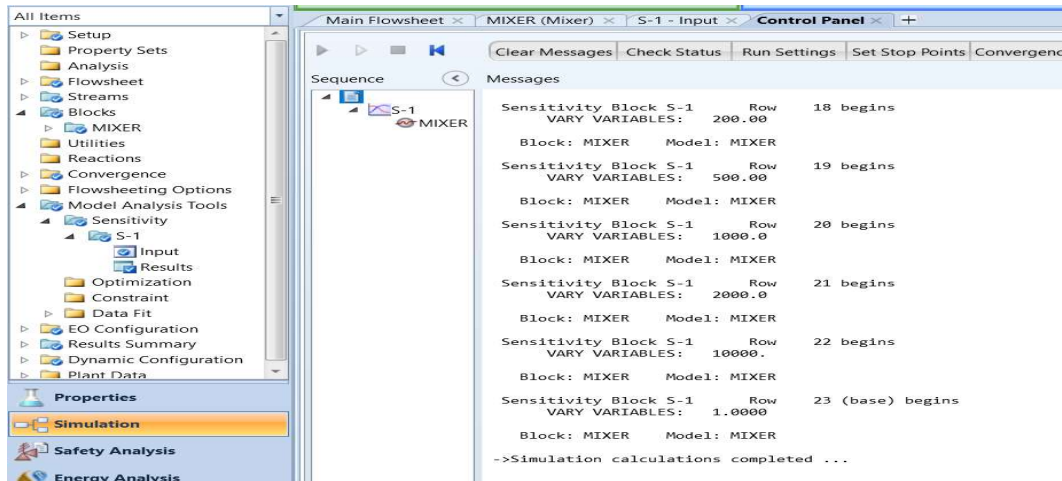 All Items
Setup
Property Sets
Analysis
Flowsheet
Streams
Blocks
MIXER
Utilities
Reactions
Convergence
Flowsheeting Options
Model Analysis Tools
Sensitivity
S-1
Input
Results
Optimization
Constraint
Data Fit
EO Configuration
Results Summary
Dynamic Configuration
Plant Data
Properties
Simulation
Safety Analysis
Energy Analysis
Main Flowsheet × MIXER (Mixer) × S-1 - Input × Control Panel × +
Clear Messages Check Status Run Settings Set Stop Points Convergenc
Sequence
S-1
MIXER
Messages
Sensitivity Block S-1 Row 18 begins
VARY VARIABLES: 200.00
Block: MIXER Model: MIXER
Sensitivity Block S-1 Row 19 begins
VARY VARIABLES: 500.00
Block: MIXER Model: MIXER
Sensitivity Block S-1 Row 20 begins
VARY VARIABLES: 1000.0
Block: MIXER Model: MIXER
Sensitivity Block S-1 Row 21 begins
VARY VARIABLES: 2000.0
Block: MIXER Model: MIXER
Sensitivity Block S-1 Row 22 begins
VARY VARIABLES: 10000.
Block: MIXER Model: MIXER
Sensitivity Block S-1 Row 23 (base) begins
VARY VARIABLES: 1.0000
Block: MIXER Model: MIXER
->Simulation calculations completed ...